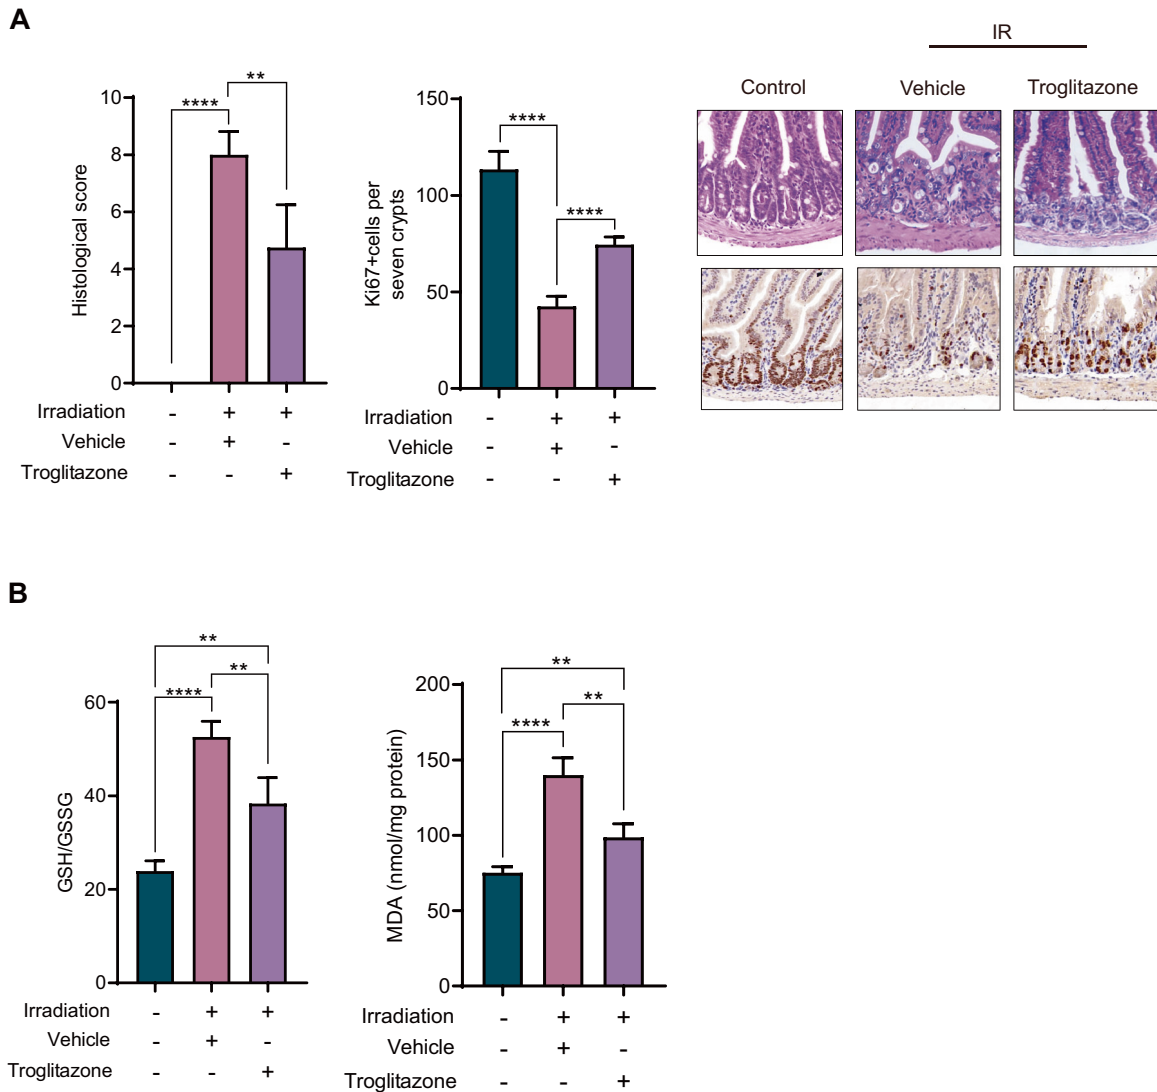 A
Histological score
10
8
6
4
2
0
****
**
Irradiation - + +
Vehicle - + -
Troglitazone - - +
Ki67+cells per
seven crypts
150
100
50
0
****
****
Irradiation - + +
Vehicle - + -
Troglitazone - - +
IR
Control Vehicle Troglitazone
B
GSH/GSSG
60
40
20
0
**
**
****
Irradiation - + +
Vehicle - + -
Troglitazone - - +
MDA (nmol/mg protein)
200
150
100
50
0
**
**
****
Irradiation - + +
Vehicle - + -
Troglitazone - - +